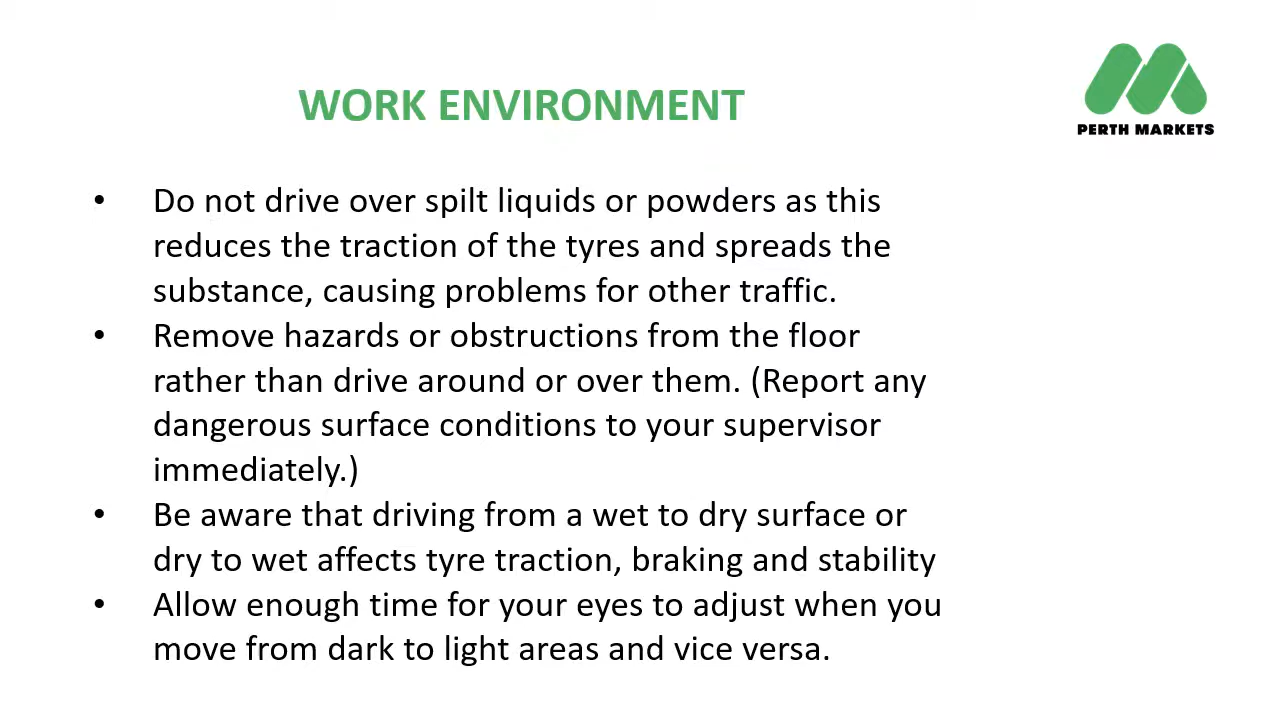 WORK ENVIRONMENT
PERTH MARKETS
• Do not drive over spilt liquids or powders as this
reduces the traction of the tyres and spreads the
substance, causing problems for other traffic.
• Remove hazards or obstructions from the floor
rather than drive around or over them. (Report any
dangerous surface conditions to your supervisor
immediately.)
• Be aware that driving from a wet to dry surface or
dry to wet affects tyre traction, braking and stability
• Allow enough time for your eyes to adjust when you
move from dark to light areas and vice versa.